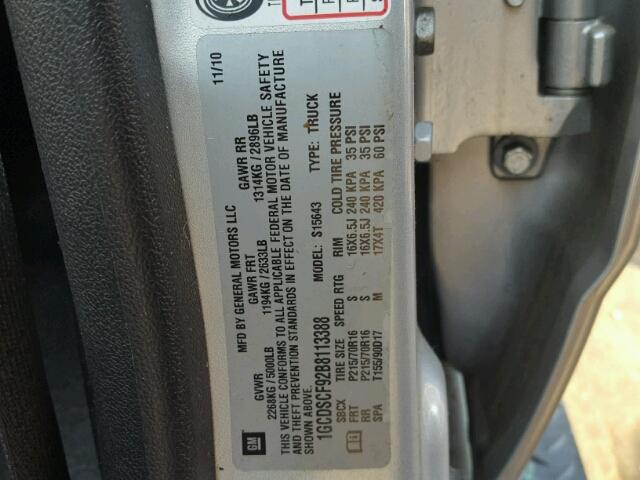 MFD BY GENERAL MOTORS LLC 11/10
GVWR GAWR FRT GAWR RR
2268KG / 5000LB 1194KG / 2633LB 1314KG / 2896LB
THIS VEHICLE CONFORMS TO ALL APPLICABLE FEDERAL MOTOR VEHICLE SAFETY
AND THEFT PREVENTION STANDARDS IN EFFECT ON THE DATE OF MANUFACTURE
SHOWN ABOVE.
1GCDSCF92B8113388 MODEL: S15643 TYPE: TRUCK
SBCX TIRE SIZE SPEED RTG RIM COLD TIRE PRESSURE
FRT P215/70R16 S 16X6.5J 240 KPA 35 PSI
RR P215/70R16 S 16X6.5J 240 KPA 35 PSI
SPA T155/90D17 M 17X4T 420 KPA 60 PSI
GM